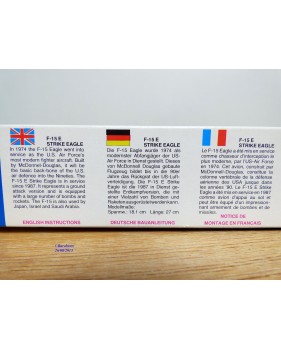 F-15 E
STRIKE EAGLE
In 1974 the F-15 Eagle went into
service as the U.S. Air Force's
most modern fighter aircraft. Built
by McDonnell-Douglas, it will
be the basic back-bone of the U.S.
air defence into the Nineties. The
F-15 E Strike Eagle is in service
since 1987. It represents a ground
attack version and is equipped
with a large number of bombs and
rockets. The F-15 is also used by
Japan, Israel and Saudi Arabia.
ENGLISH INSTRUCTIONS
F-15 E
STRIKE EAGLE
Die F-15 Eagle wurde 1974 als
modernster Abfangjäger der US-
Air Force in Dienst gestellt. Dieses
von McDonnell-Douglas gebaute
Flugzeug bildet bis in die 90er
Jahre das Rückgrat der US-Luft-
verteidigung. Die F-15 E Strike
Eagle ist die 1987 in Dienst ge-
stellte Erdkampfversion, die mit
einer Vielzahl von Bomben und
Raketen ausgerüstet werden kann.
Modelldaten:
Spannw.: 18,1 cm Länge: 27 cm
DEUTSCHE BAUANLEITUNG
F-15 E
STRIKE EAGLE
Le F-15 Eagle a été mis en service
comme chasseur d'interception le
plus moderne, par l'US-Air Force
en 1974. Cet avion, construit par
McDonnell-Douglas, constitue l'
épine dorsale de la défense
aérienne des USA jusque dans
les années '90. Le F-15 E Strike
Eagle a été mis en service en 1987
comme avion d'appui au sol et
peut être équipé d'un impression-
nant armement de bombes et de
missiles.
NOTICE DE
MONTAGE EN FRANCAIS